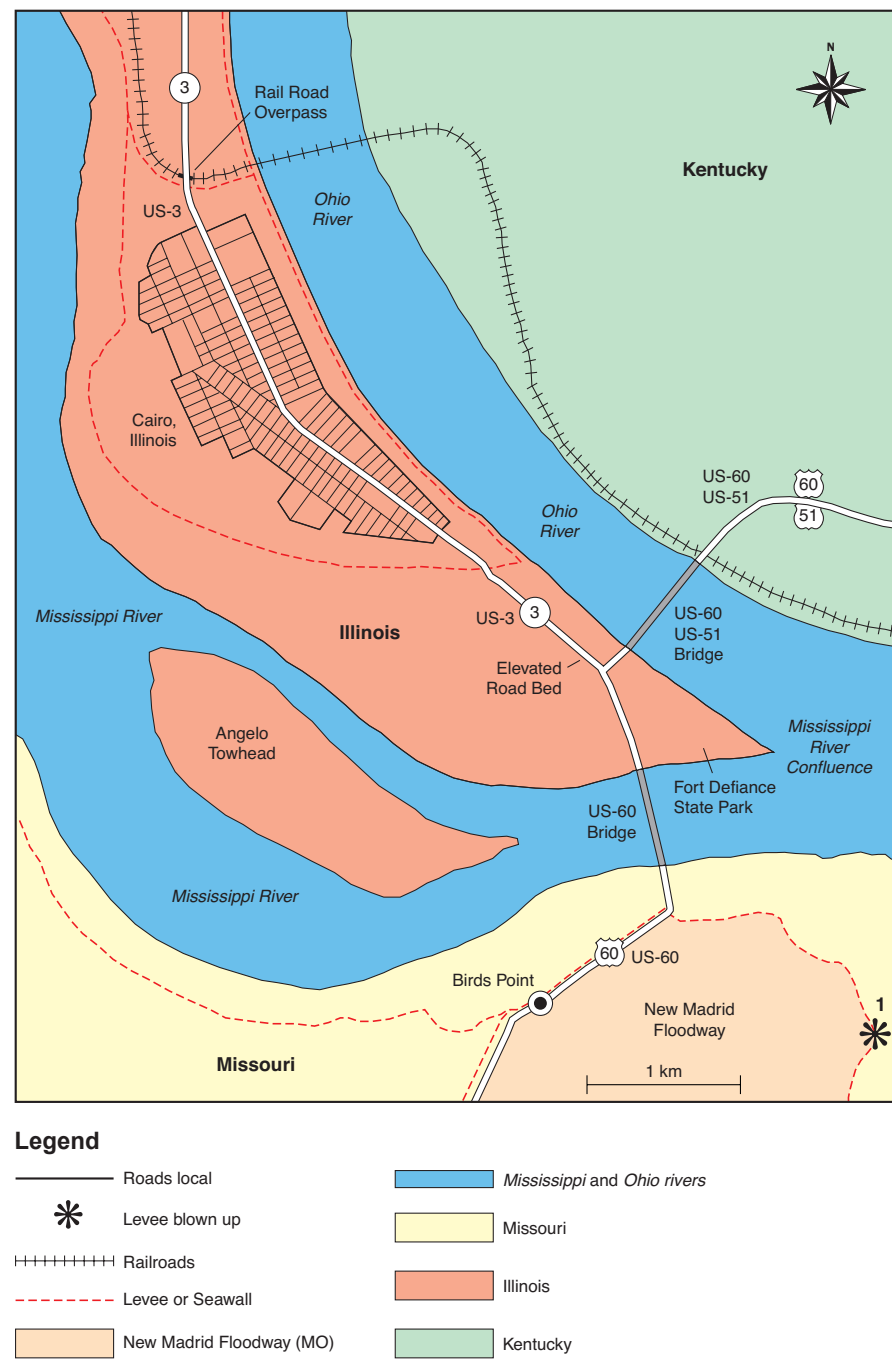 N
3
Rail Road
Overpass
Kentucky
Ohio
River
US-3
Cairo,
Illinois
US-60
US-51
60
51
Ohio
River
Mississippi River
Illinois
US-3
3
US-60
US-51
Bridge
Elevated
Road Bed
Angelo
Towhead
Mississippi
River
Confluence
Fort Defiance
State Park
US-60
Bridge
Mississippi River
60
US-60
Birds Point
New Madrid
Floodway
1
Missouri
1 km
Legend
Roads local
Levee blown up
Railroads
Levee or Seawall
New Madrid Floodway (MO)
Mississippi and Ohio rivers
Missouri
Illinois
Kentucky